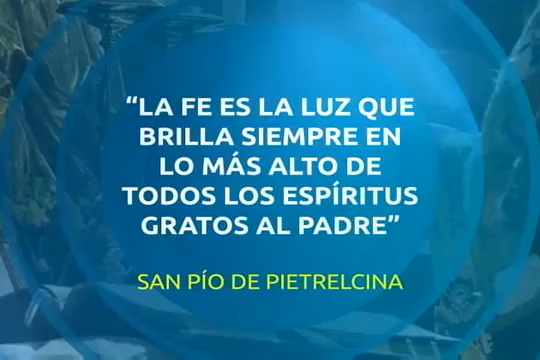 “LA FE ES LA LUZ QUE
BRILLA SIEMPRE EN
LO MÁS ALTO DE
TODOS LOS ESPÍRITUS
GRATOS AL PADRE”
SAN PÍO DE PIETRELCINA